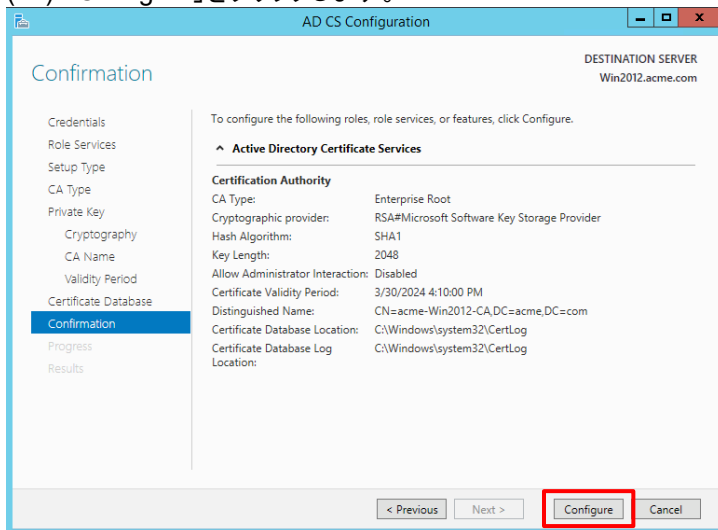 AD CS Configuration
Confirmation
DESTINATION SERVER
Win2012.acme.com
Credentials
Role Services
Setup Type
CA Type
Private Key
Cryptography
CA Name
Validity Period
Certificate Database
Confirmation
Progress
Results
To configure the following roles, role services, or features, click Configure.
Active Directory Certificate Services
Certification Authority
CA Type: Enterprise Root
Cryptographic provider: RSA#Microsoft Software Key Storage Provider
Hash Algorithm: SHA1
Key Length: 2048
Allow Administrator Interaction: Disabled
Certificate Validity Period: 3/30/2024 4:10:00 PM
Distinguished Name: CN=acme-Win2012-CA,DC=acme,DC=com
Certificate Database Location: C:\Windows\system32\CertLog
Certificate Database Log Location: C:\Windows\system32\CertLog
< Previous Next > Configure Cancel